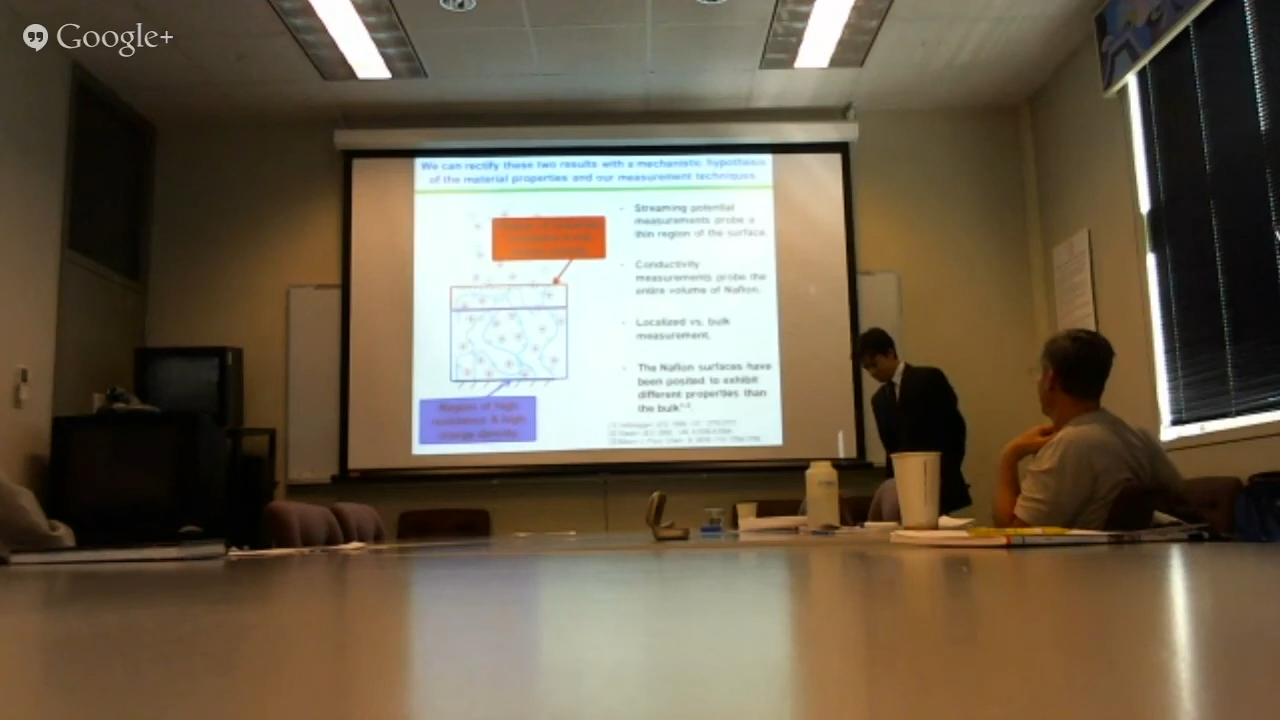 Google+
We can rectify these two results with a mechanistic hypothesis
of the material properties and our measurement techniques.
- Streaming potential
measurements probe a
thin region of the surface.
- Conductivity
measurements probe the
entire volume of Nafion.
- Localized vs. bulk
measurement.
- The Nafion surfaces have
been posited to exhibit
different properties than
the bulk
Region of high
resistance & high
charge density